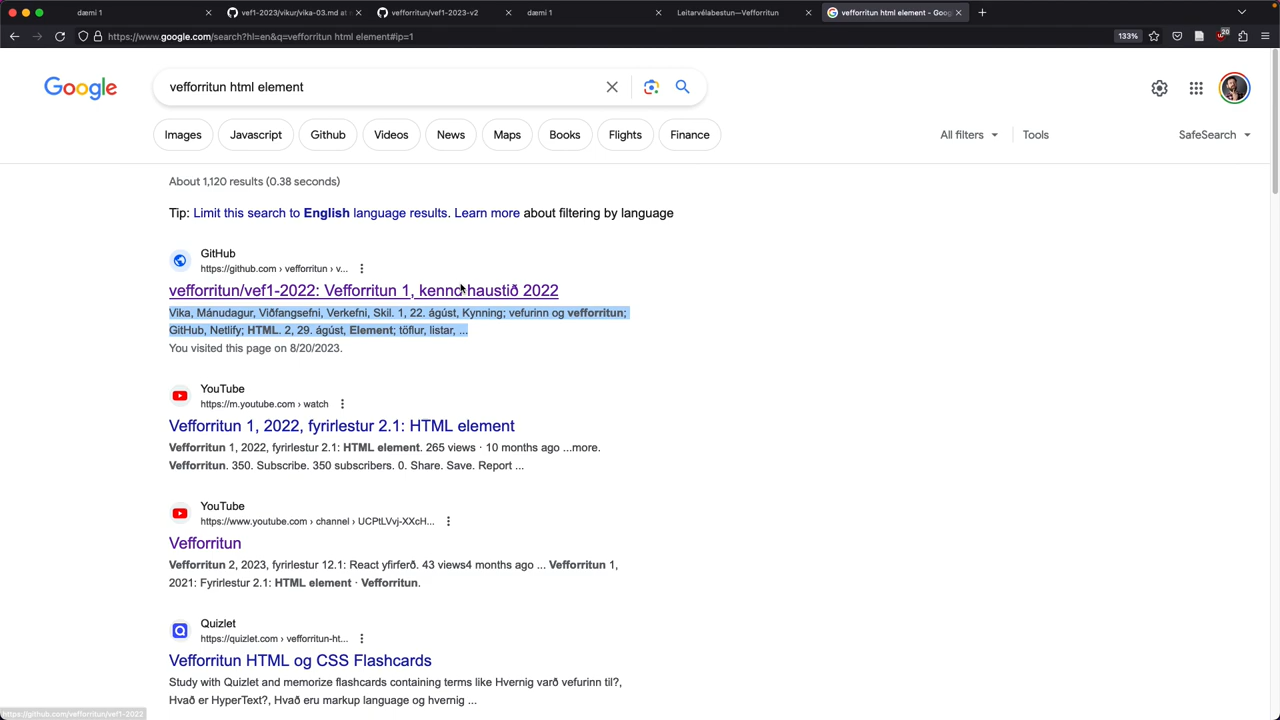 dæmi 1
vef1-2023/vikur/vika-03.md at
vefforritun/vef1-2023-v2
dæmi 1
Leitarvélabestun—Vefforritun
vefforritun html element - Goog
https://www.google.com/search?hl=en&q=vefforritun html element#ip=1
133%
20
Google
vefforritun html element
Images
Javascript
Github
Videos
News
Maps
Books
Flights
Finance
All filters
Tools
SafeSearch
About 1,120 results (0.38 seconds)
Tip: Limit this search to English language results. Learn more about filtering by language
GitHub
https://github.com › vefforritun › v...
vefforritun/vef1-2022: Vefforritun 1, kennd haustið 2022
Vika, Mánudagur, Viðfangsefni, Verkefni, Skil. 1, 22. ágúst, Kynning; vefurinn og vefforritun;
GitHub, Netlify; HTML. 2, 29. ágúst, Element; töflur, listar, ...
You visited this page on 8/20/2023.
YouTube
https://m.youtube.com › watch
Vefforritun 1, 2022, fyrirlestur 2.1: HTML element
Vefforritun 1, 2022, fyrirlestur 2.1: HTML element. 265 views · 10 months ago ...more.
Vefforritun. 350. Subscribe. 350 subscribers. 0. Share. Save. Report ...
YouTube
https://www.youtube.com › channel › UCPtLVvj-XXcH...
Vefforritun
Vefforritun 2, 2023, fyrirlestur 12.1: React yfirferð. 43 views4 months ago ... Vefforritun 1,
2021: Fyrirlestur 2.1: HTML element · Vefforritun.
Quizlet
https://quizlet.com › vefforritun-ht...
Vefforritun HTML og CSS Flashcards
Study with Quizlet and memorize flashcards containing terms like Hvernig varð vefurinn til?,
Hvað er HyperText?, Hvað eru markup language og hvernig ...
https://github.com/vefforritun/vef1-2022